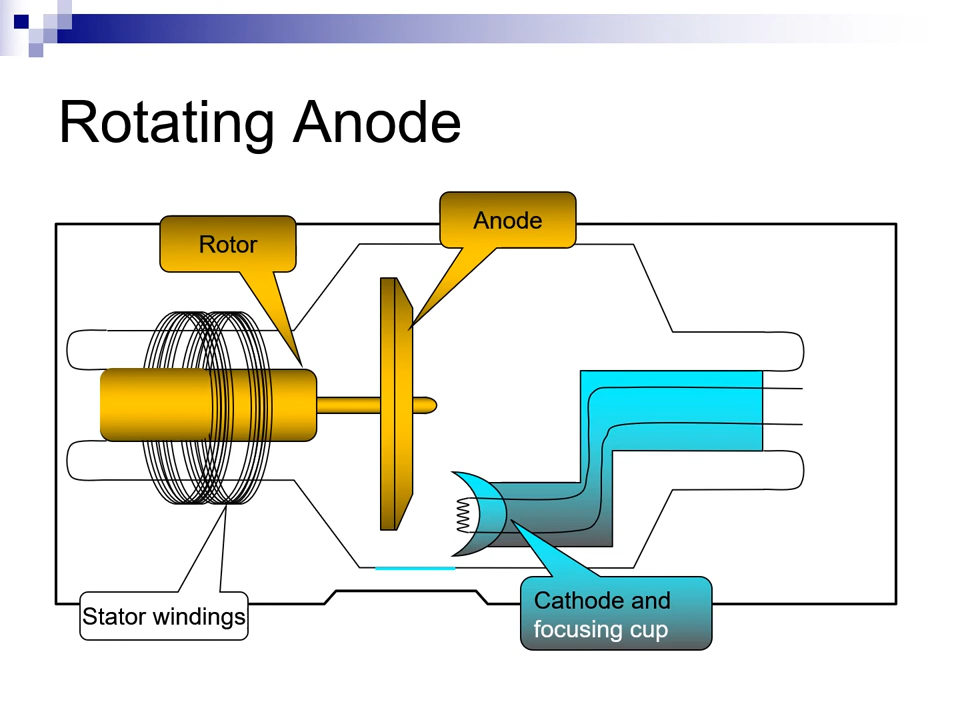 Rotating Anode
Anode
Rotor
Stator windings
Cathode and
focusing cup